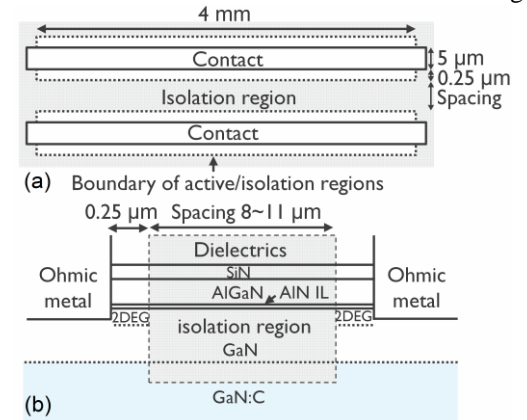 4 mm
Contact
5 μm
0.25 μm
Isolation region
Spacing
Contact
(a) Boundary of active/isolation regions
0.25 μm Spacing 8~11 μm
Dielectrics
SiN
Ohmic metal
AlGaN AlN IL
Ohmic metal
2DEG
isolation region
2DEG
GaN
GaN:C
(b)